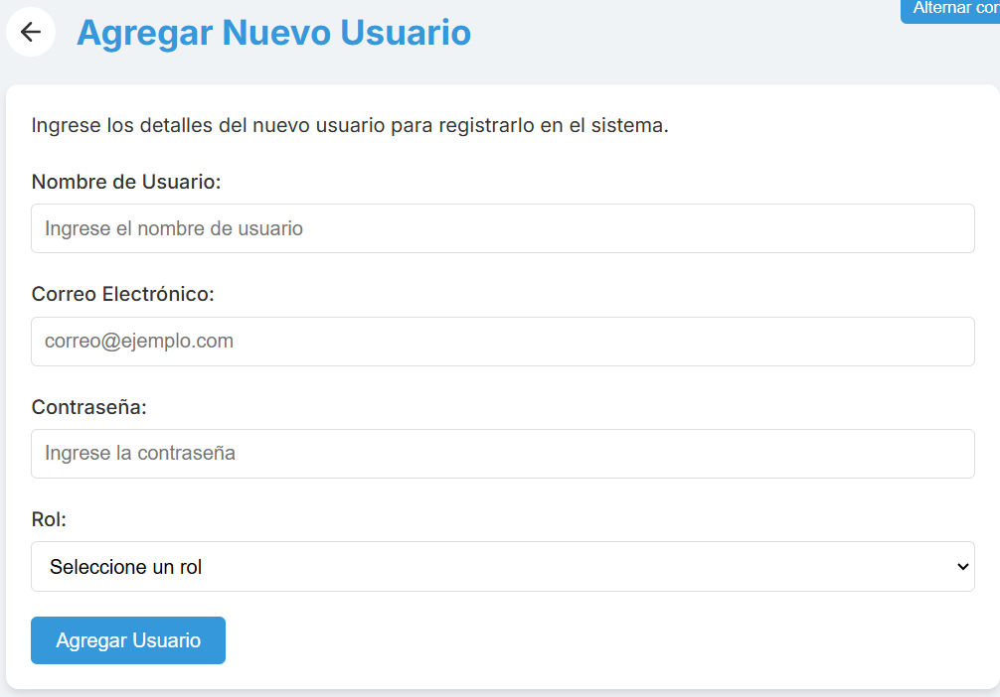 Alternar con
Agregar Nuevo Usuario
Ingrese los detalles del nuevo usuario para registrarlo en el sistema.
Nombre de Usuario:
Ingrese el nombre de usuario
Correo Electrónico:
correo@ejemplo.com
Contraseña:
Ingrese la contraseña
Rol:
Seleccione un rol
Agregar Usuario